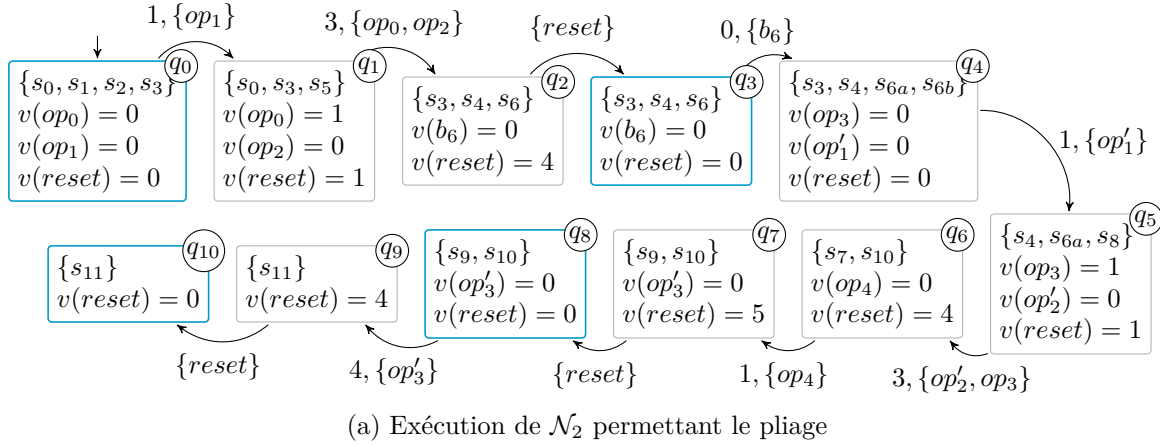 1, {op₁}
3, {op₀, op₂}
{reset}
0, {b₆}
q₀
{s₀, s₁, s₂, s₃}
v(op₀) = 0
v(op₁) = 0
v(reset) = 0
q₁
{s₀, s₃, s₅}
v(op₀) = 1
v(op₂) = 0
v(reset) = 1
q₂
{s₃, s₄, s₆}
v(b₆) = 0
v(reset) = 4
q₃
{s₃, s₄, s₆}
v(b₆) = 0
v(reset) = 0
q₄
{s₃, s₄, s₆ₐ, s₆b}
v(op₃) = 0
v(op′₁) = 0
v(reset) = 0
1, {op′₁}
q₅
{s₄, s₆ₐ, s₈}
v(op₃) = 1
v(op′₂) = 0
v(reset) = 1
q₆
{s₇, s₁₀}
v(op₄) = 0
v(reset) = 4
q₇
{s₉, s₁₀}
v(op′₃) = 0
v(reset) = 5
q₈
{s₉, s₁₀}
v(op′₃) = 0
v(reset) = 0
q₉
{s₁₁}
v(reset) = 4
q₁₀
{s₁₁}
v(reset) = 0
3, {op′₂, op₃}
1, {op₄}
{reset}
4, {op′₃}
{reset}
(a) Exécution de 𝒩₂ permettant le pliage